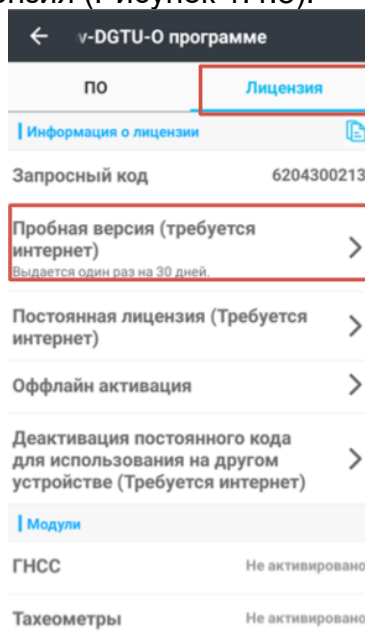 v-DGTU-О программе
ПО
Лицензия
Информация о лицензии
Запросный код 6204300213
Пробная версия (требуется
интернет)
Выдается один раз на 30 дней.
Постоянная лицензия (Требуется
интернет)
Оффлайн активация
Деактивация постоянного кода
для использования на другом
устройстве (Требуется интернет)
Модули
ГНСС Не активировано
Тахеометры Не активировано